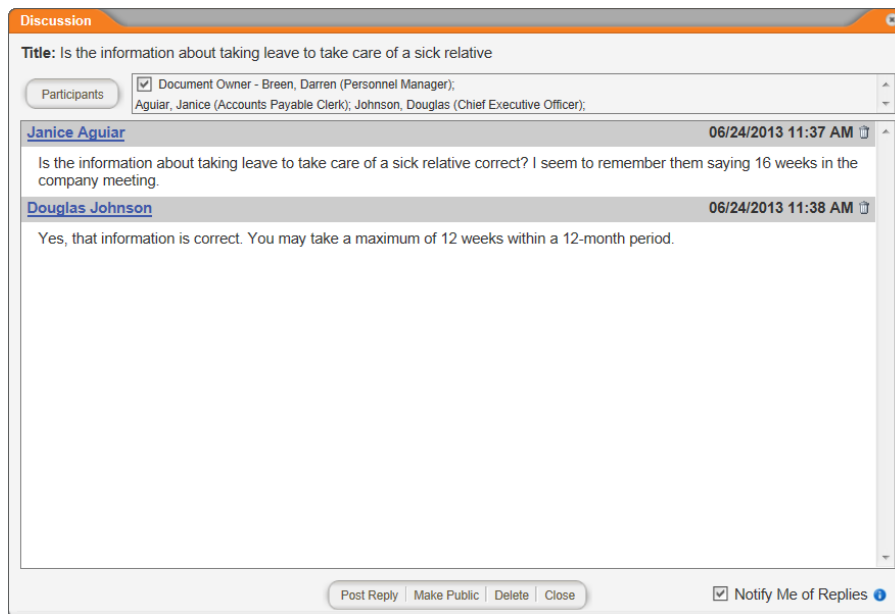 Discussion
Title: Is the information about taking leave to take care of a sick relative
Participants
Document Owner - Breen, Darren (Personnel Manager);
Aguiar, Janice (Accounts Payable Clerk); Johnson, Douglas (Chief Executive Officer);
Janice Aguiar 06/24/2013 11:37 AM
Is the information about taking leave to take care of a sick relative correct? I seem to remember them saying 16 weeks in the
company meeting.
Douglas Johnson 06/24/2013 11:38 AM
Yes, that information is correct. You may take a maximum of 12 weeks within a 12-month period.
Post Reply Make Public Delete Close Notify Me of Replies